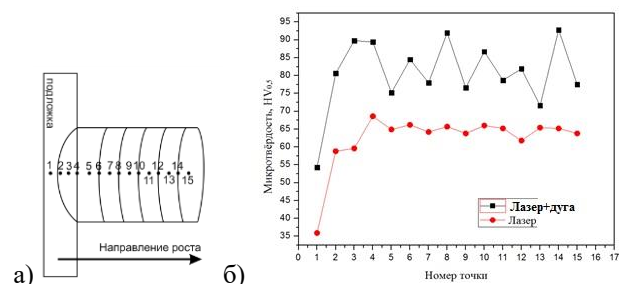 подложка
1 2 3 4 5 6 7 8 9 10 12 14
11 13 15
Направление роста
а)
95
90
85
80
75
70
65
60
55
50
45
40
35
Микротвёрдость, HV0,5
Лазер+дуга
Лазер
0 1 2 3 4 5 6 7 8 9 10 11 12 13 14 15 16 17
Номер точки
б)